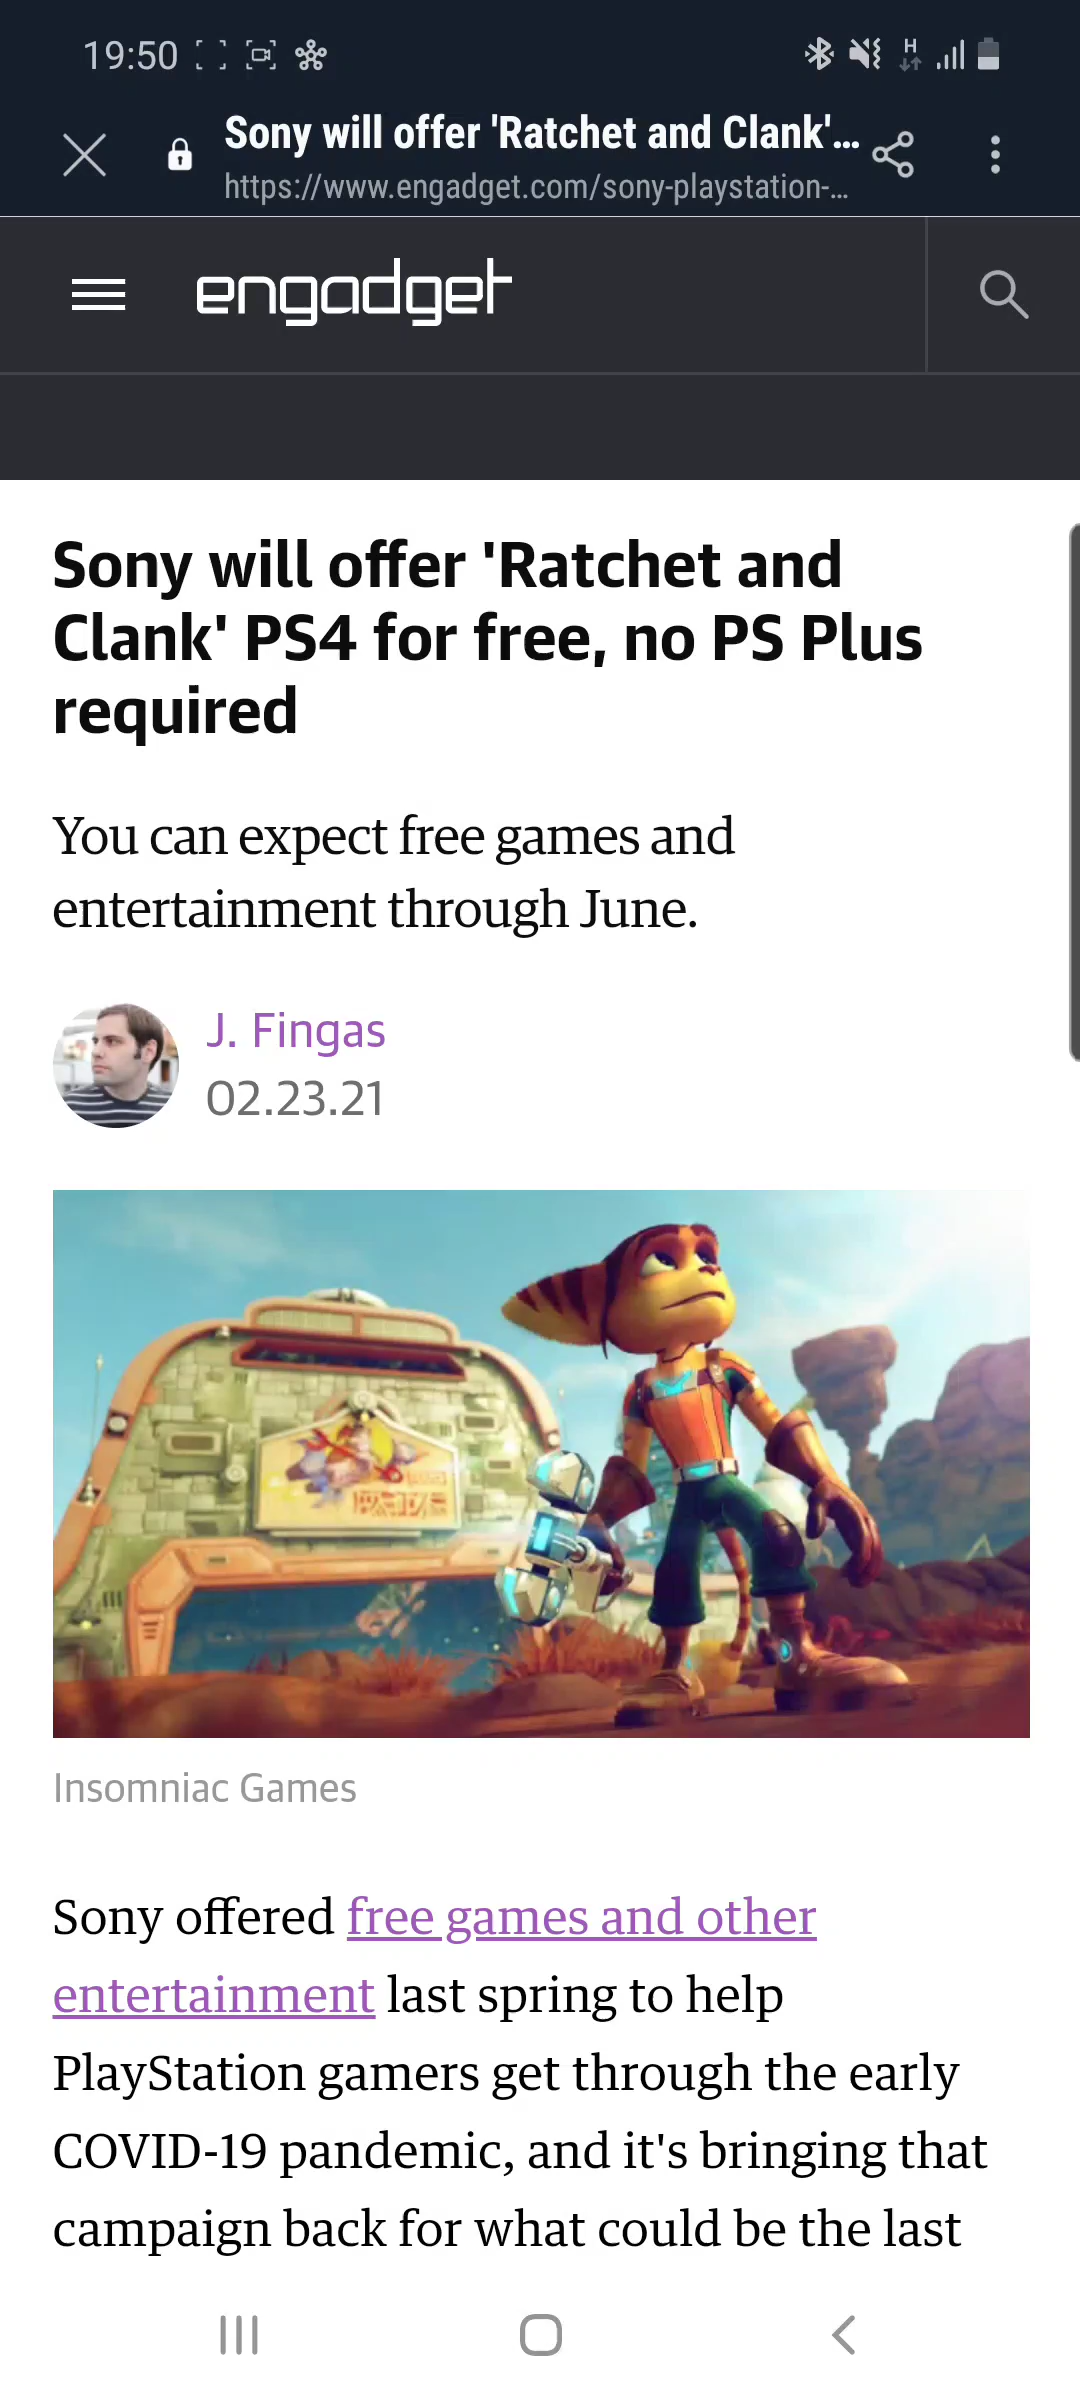 19:50
H
Sony will offer 'Ratchet and Clank'...
https://www.engadget.com/sony-playstation-...
engadget
Sony will offer 'Ratchet and
Clank' PS4 for free, no PS Plus
required
You can expect free games and
entertainment through June.
J. Fingas
02.23.21
Insomniac Games
Sony offered free games and other
entertainment last spring to help
PlayStation gamers get through the early
COVID-19 pandemic, and it's bringing that
campaign back for what could be the last